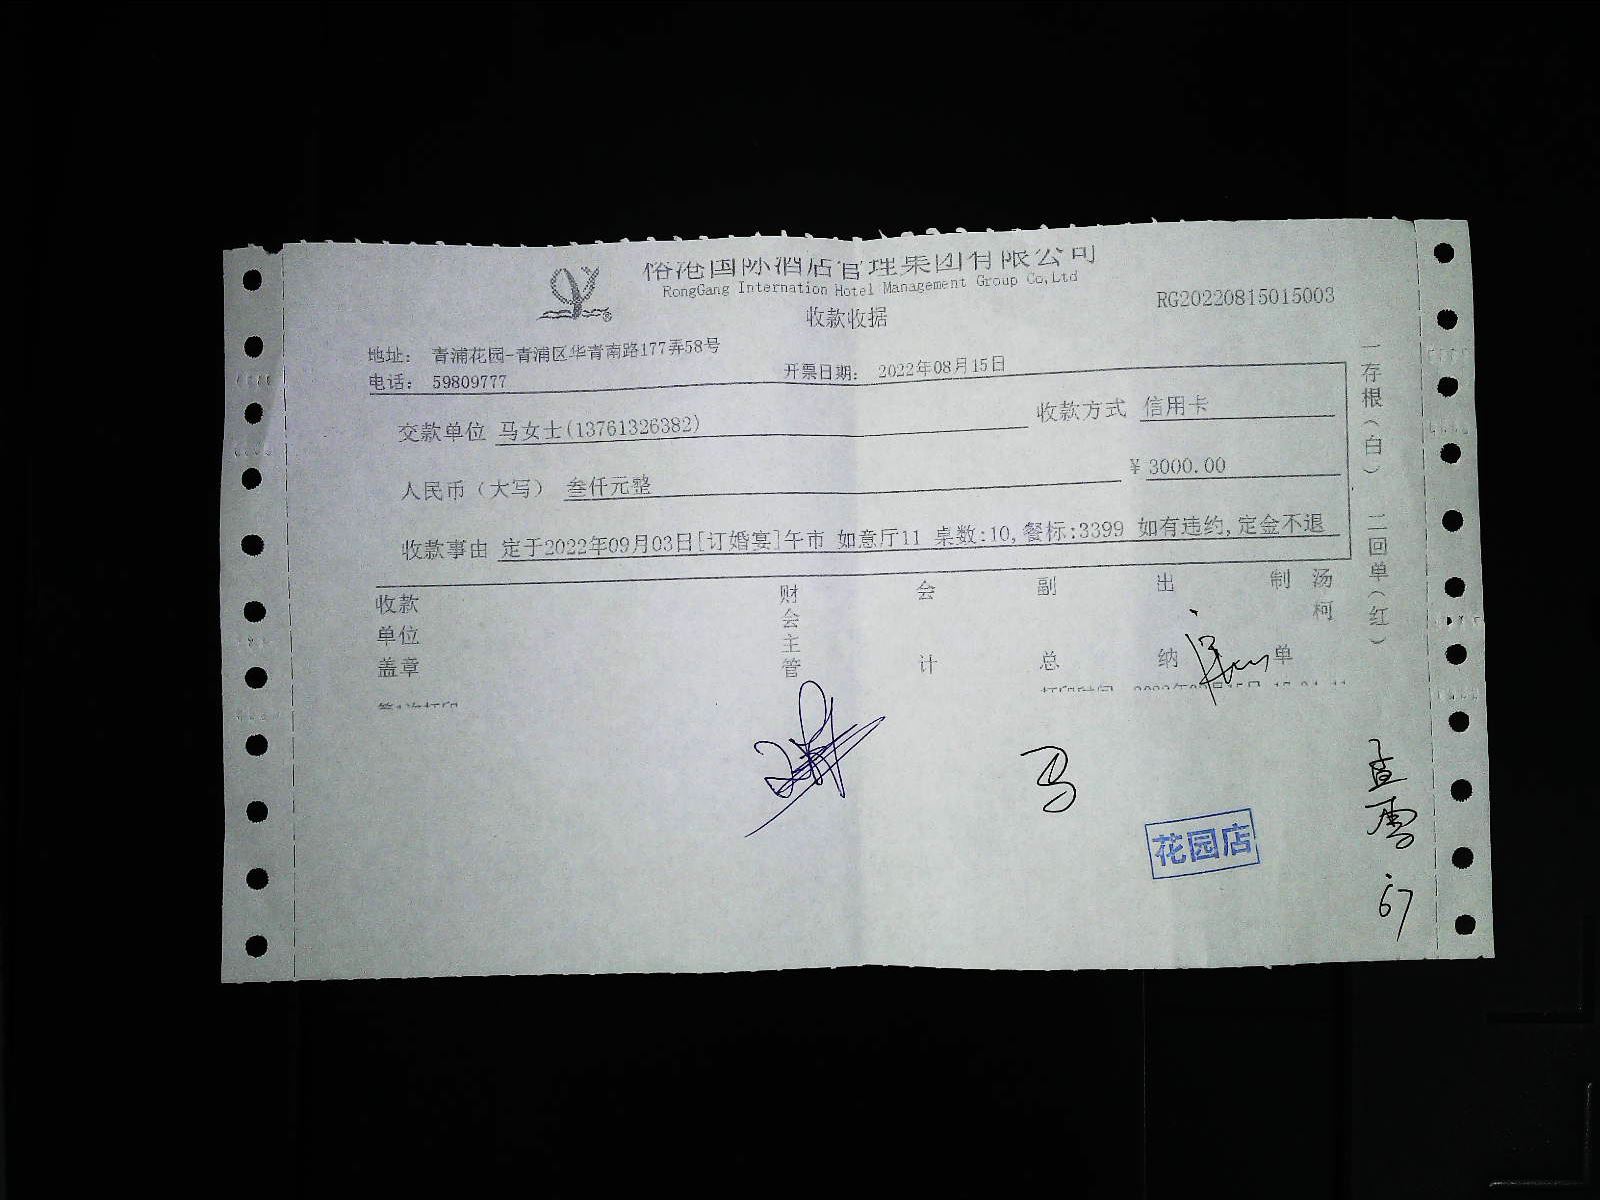 俗沧国际酒店管理集团有限公司
RongGang Internation Hotel Management Group Co,Ltd
收款收据
RG20220815015003
地址： 青浦花园-青浦区华青南路177弄58号
电话： 59809777
开票日期： 2022年08月15日
交款单位 马女士(13761326382)
收款方式 信用卡
人民币（大写） 叁仟元整
¥ 3000.00
收款事由 定于2022年09月03日[订婚宴]午市 如意厅11 桌数:10,餐标:3399 如有违约,定金不退
收款单位盖章
财会主管
会计
副总
出纳
制单
汤柯
一存根（白） 二回单（红）
马
花园店
67